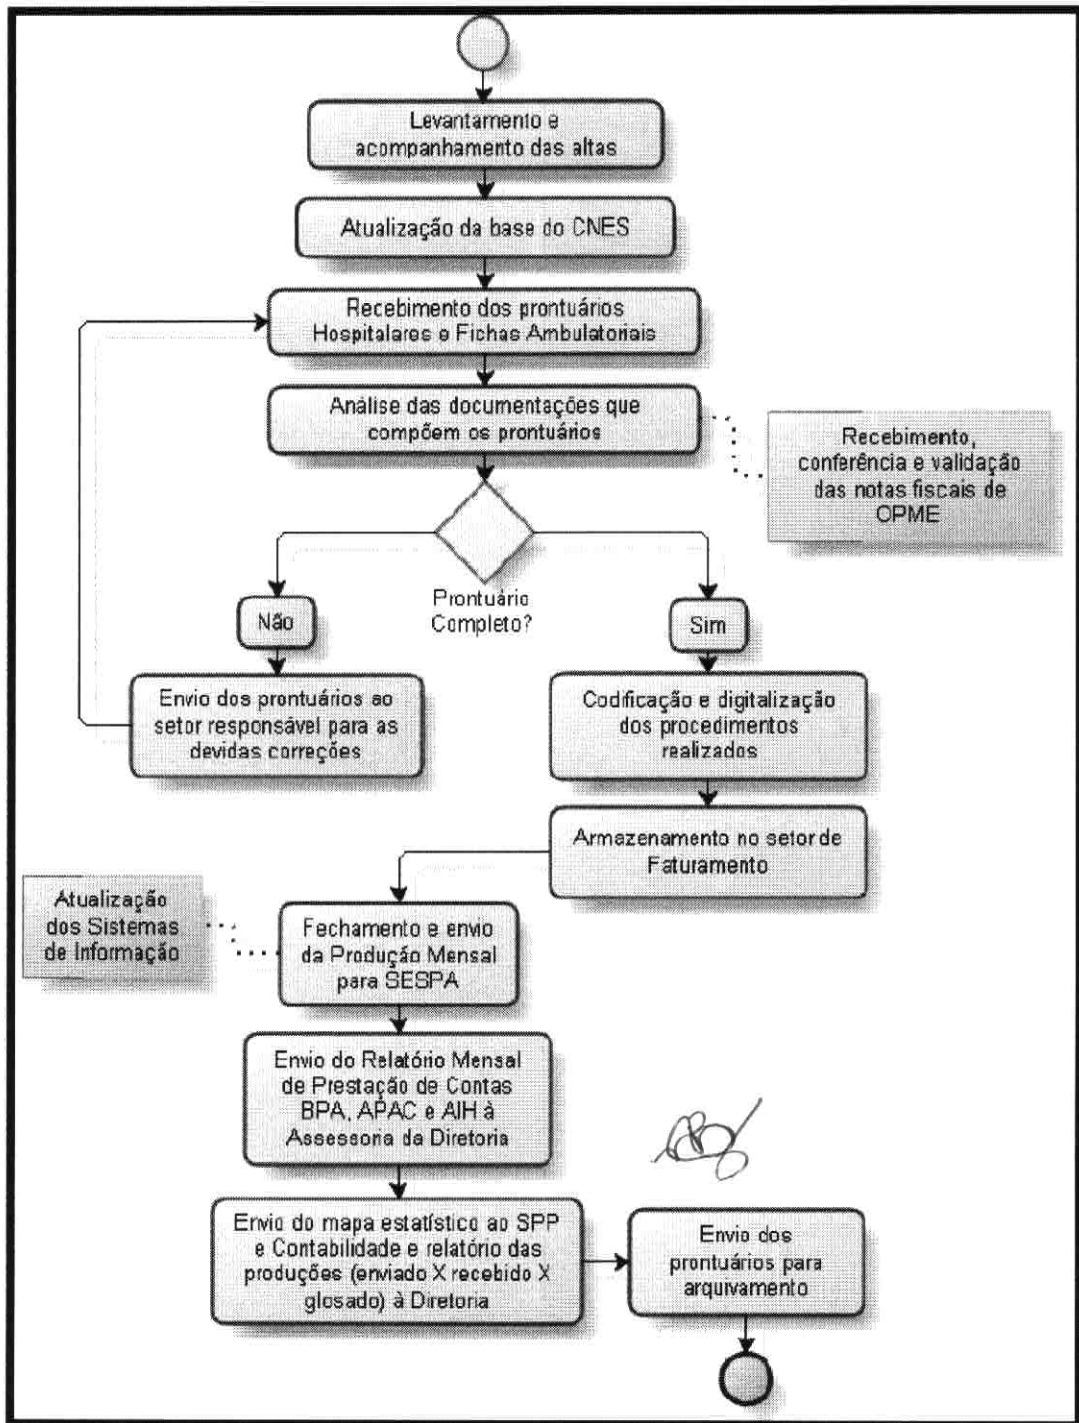 Levantamento e
acompanhamento das altas
Atualização da base do CNES
Recebimento dos prontuários
Hospitalares e Fichas Ambulatoriais
Análise das documentações que
compõem os prontuários
Recebimento,
conferência e validação
das notas fiscais de
OPME
Prontuário
Completo?
Não
Sim
Envio dos prontuários ao
setor responsável para as
devidas correções
Codificação e digitalização
dos procedimentos
realizados
Armazenamento no setor de
Faturamento
Atualização
dos Sistemas
de Informação
Fechamento e envio
da Produção Mensal
para SESPA
Envio do Relatório Mensal
de Prestação de Contas
BPA, APAC e AIH à
Assessoria da Diretoria
Envio do mapa estatístico ao SPP
e Contabilidade e relatório das
produções (enviado X recebido X
glosado) à Diretoria
Envio dos
prontuários para
arquivamento